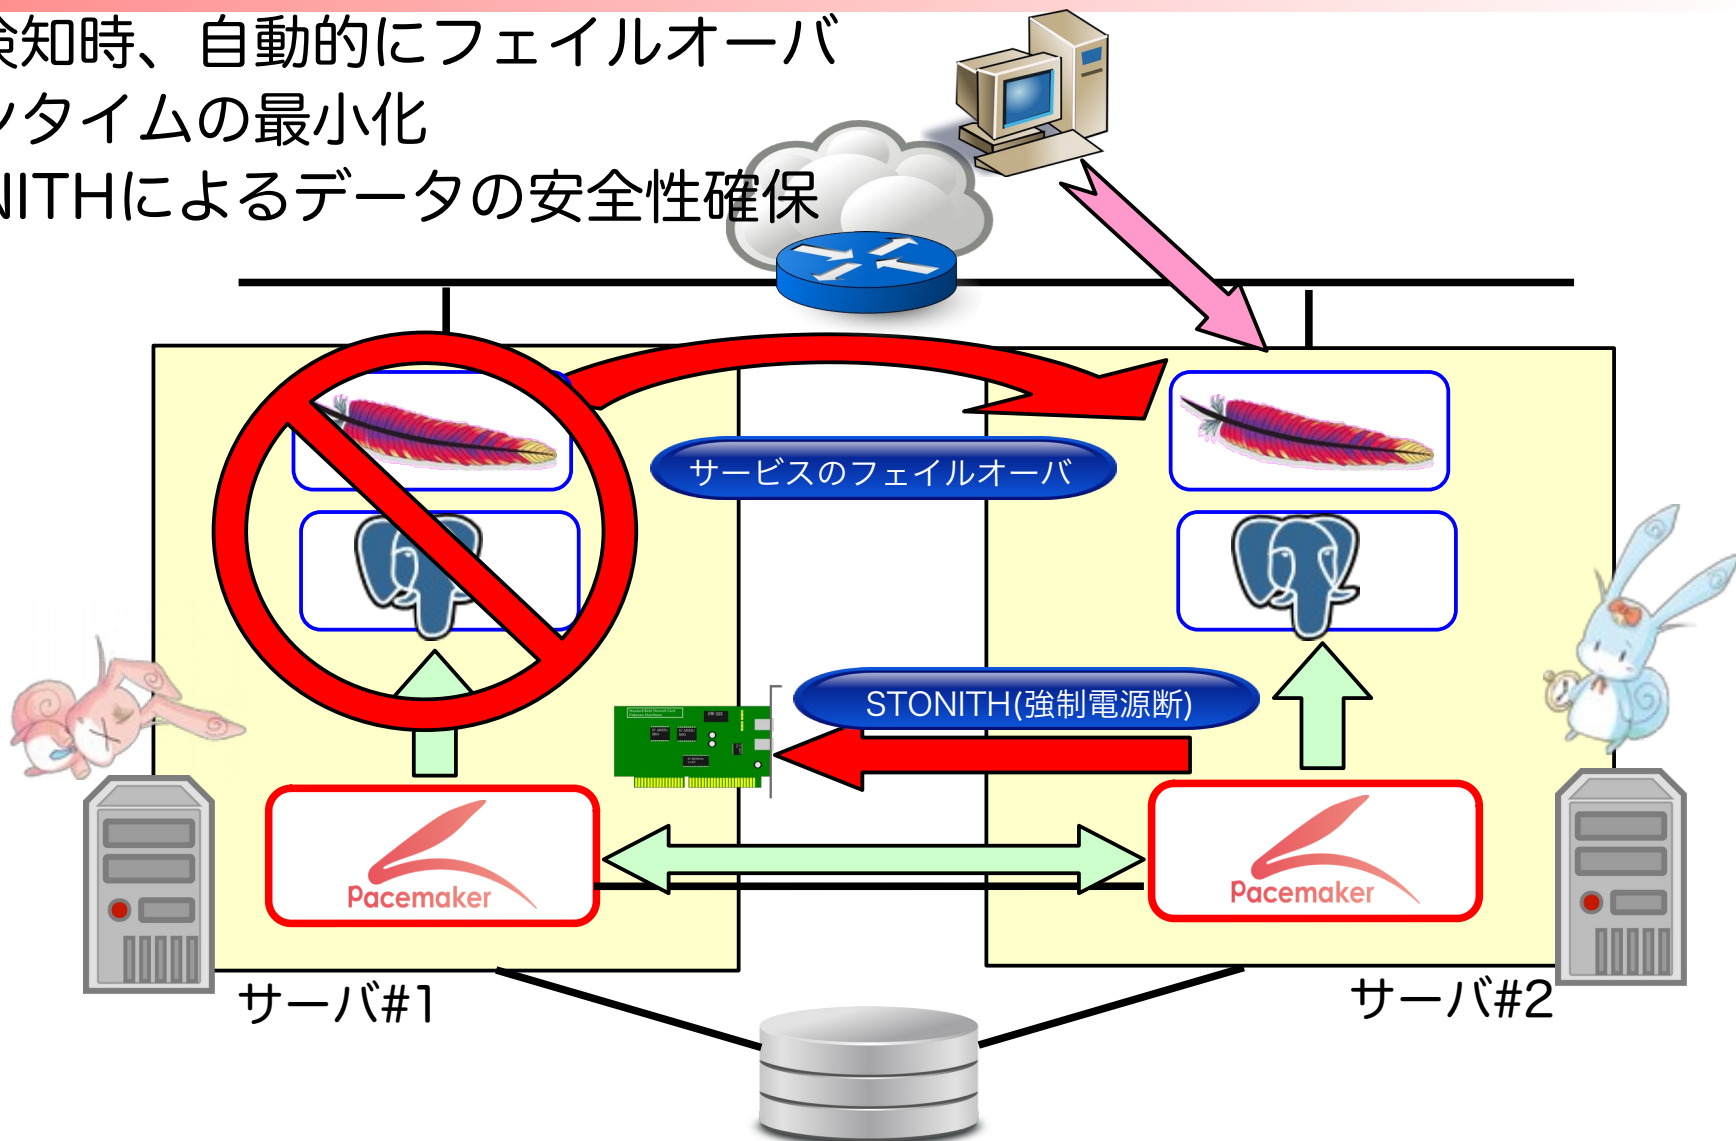 検知時、自動的にフェイルオーバ
ンタイムの最小化
NITHによるデータの安全性確保
サービスのフェイルオーバ
STONITH(強制電源断)
Pacemaker
Pacemaker
サーバ#1
サーバ#2